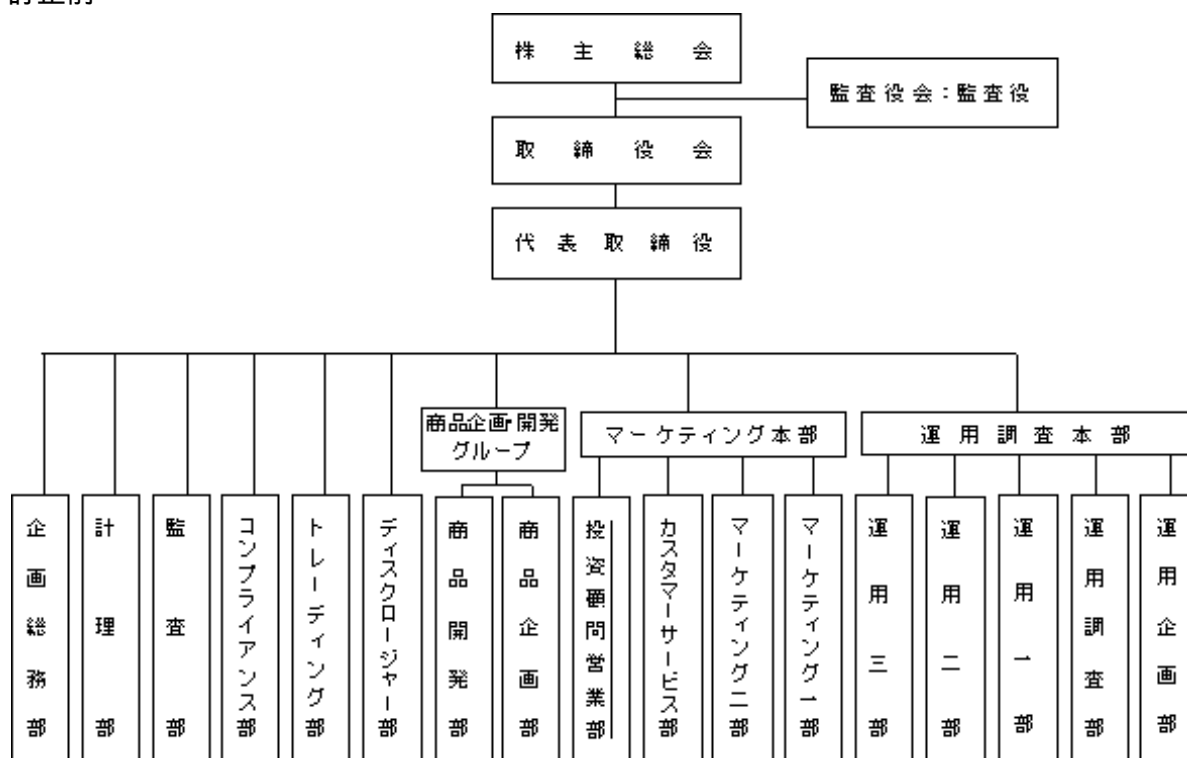 訂正前
株主総会
監査役会：監査役
取締役会
代表取締役
商品企画・開発
グループ
マーケティング本部
運用調査本部
企画総務部
計理部
監査部
コンプライアンス部
トレーディング部
ディスクロージャー部
商品開発部
商品企画部
投資顧問営業部
カスタマーサービス部
マーケティング二部
マーケティング一部
運用三部
運用二部
運用一部
運用調査部
運用企画部